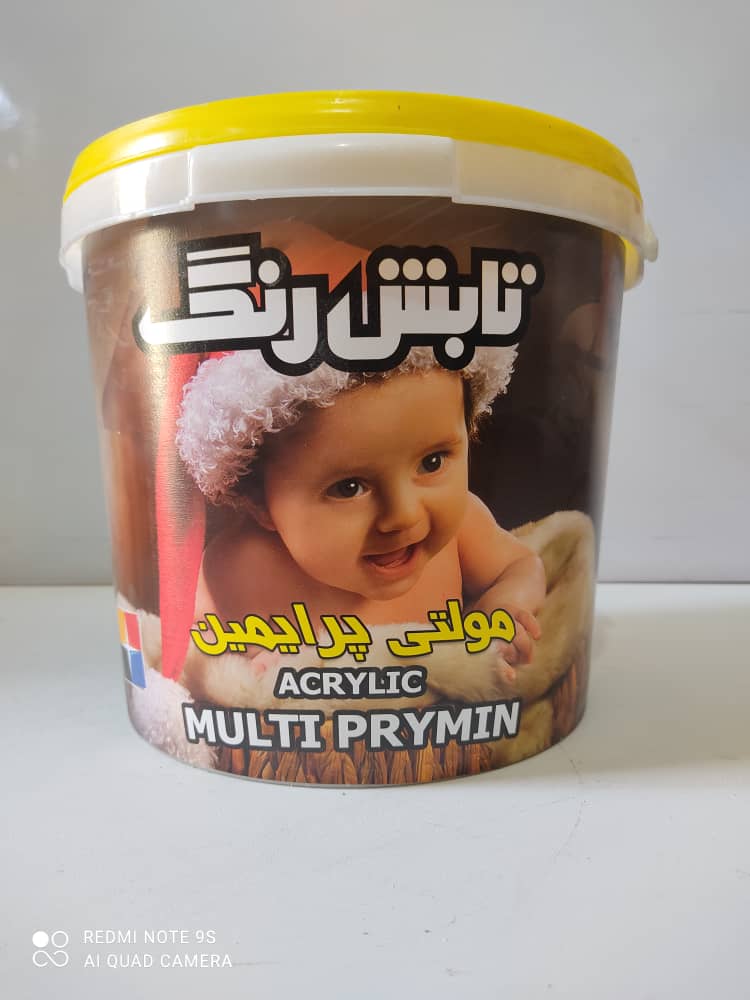 تابش رنگ
مولتی پرایمین
ACRYLIC
MULTI PRYMIN
REDMI NOTE 9S
AI QUAD CAMERA